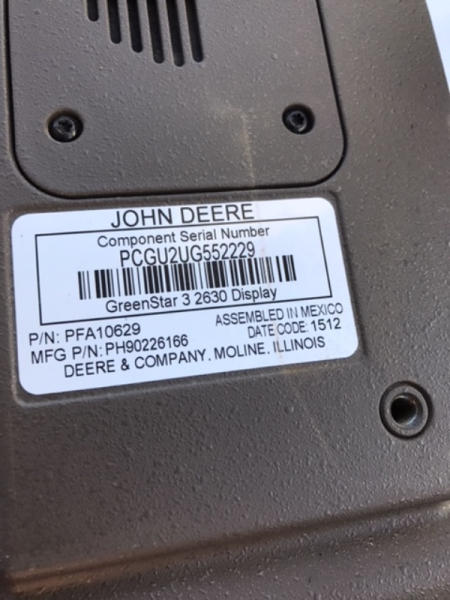 JOHN DEERE
Component Serial Number
PCGU2UG552229
GreenStar 3 2630 Display
P/N: PFA10629
ASSEMBLED IN MEXICO
MFG P/N: PH90226166
DATE CODE: 1512
DEERE & COMPANY. MOLINE. ILLINOIS